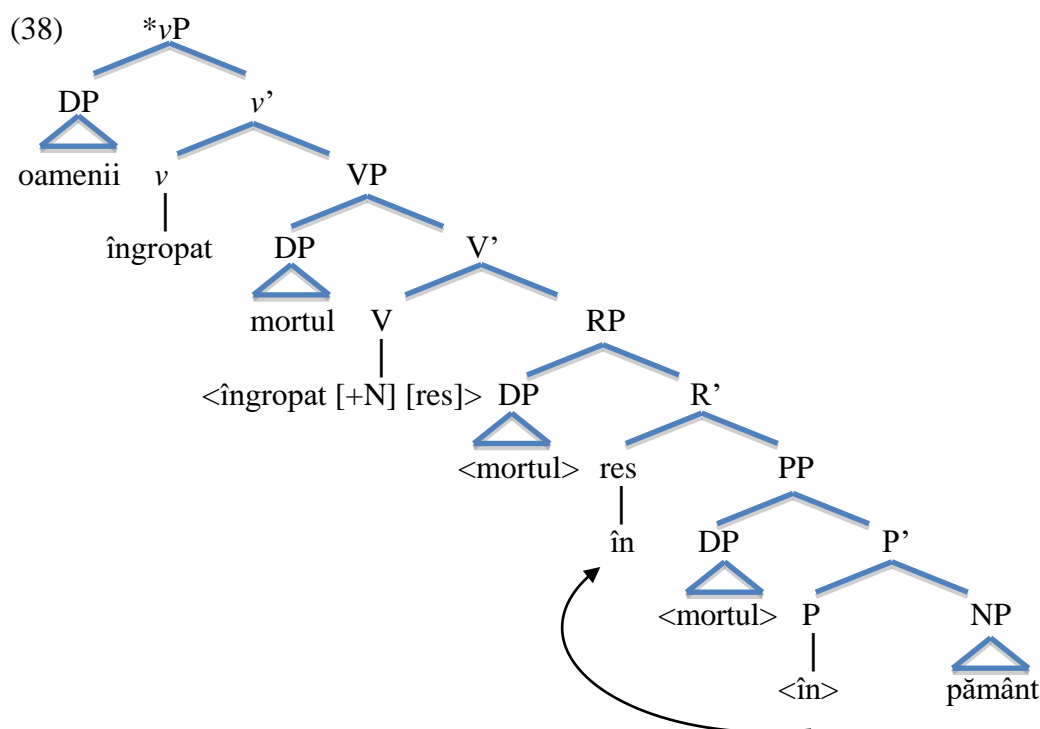 (38) *vP
DP v’
oamenii v VP
îngropat DP V’
mortul V RP
<îngropat [+N] [res]> DP R’
<mortul> res PP
în DP P’
<mortul> P NP
<în> pământ